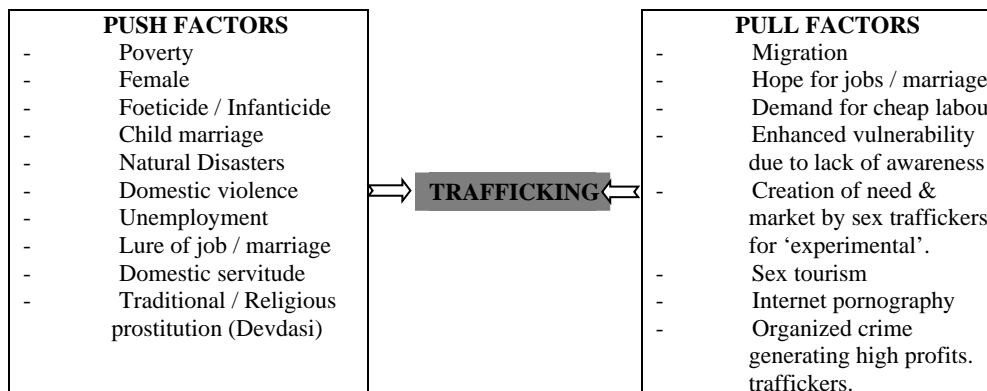 PUSH FACTORS
- Poverty
- Female
- Foeticide / Infanticide
- Child marriage
- Natural Disasters
- Domestic violence
- Unemployment
- Lure of job / marriage
- Domestic servitude
- Traditional / Religious
prostitution (Devdasi)
TRAFFICKING
PULL FACTORS
- Migration
- Hope for jobs / marriage
- Demand for cheap labou
- Enhanced vulnerability
due to lack of awareness
- Creation of need &
market by sex traffickers
for ‘experimental’.
- Sex tourism
- Internet pornography
- Organized crime
generating high profits.
traffickers.